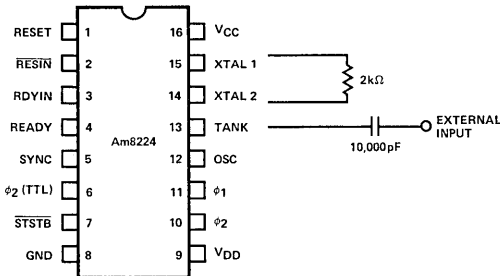 RESET 1 16 VCC
RESIN 2 15 XTAL 1
2kΩ
RDYIN 3 14 XTAL 2
READY 4 13 TANK
EXTERNAL
INPUT
10,000pF
Am8224
SYNC 5 12 OSC
ϕ2 (TTL) 6 11 ϕ1
STSTB 7 10 ϕ2
GND 8 9 VDD